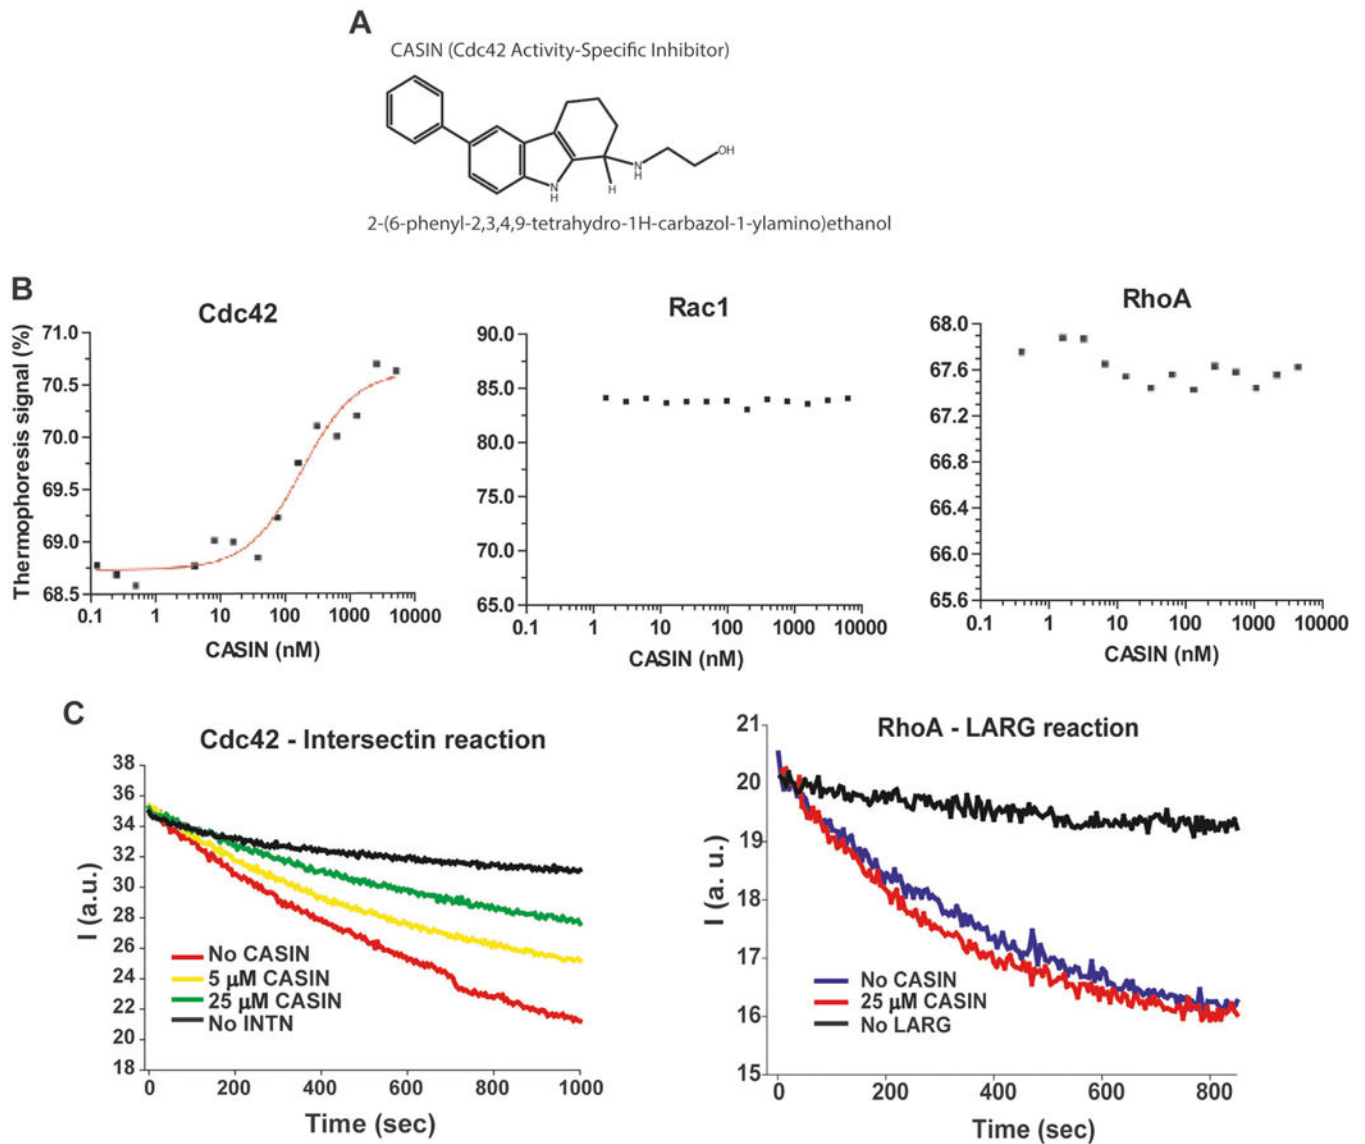 A
CASIN (Cdc42 Activity-Specific Inhibitor)
OH
N
H
H
N
H
2-(6-phenyl-2,3,4,9-tetrahydro-1H-carbazol-1-ylamino)ethanol
B
Cdc42
Thermophoresis signal (%)
71.0
70.5
70.0
69.5
69.0
68.5
0.1 1 10 100 1000 10000
CASIN (nM)
Rac1
90.0
85.0
80.0
75.0
70.0
65.0
0.1 1 10 100 1000 10000
CASIN (nM)
RhoA
68.0
67.6
67.2
66.8
66.4
66.0
65.6
0.1 1 10 100 1000 10000
CASIN (nM)
C
Cdc42 - Intersectin reaction
I (a.u.)
38
36
34
32
30
28
26
24
22
20
18
No CASIN
5 μM CASIN
25 μM CASIN
No INTN
0 200 400 600 800 1000
Time (sec)
RhoA - LARG reaction
I (a. u.)
21
20
19
18
17
16
15
No CASIN
25 μM CASIN
No LARG
0 200 400 600 800
Time (sec)